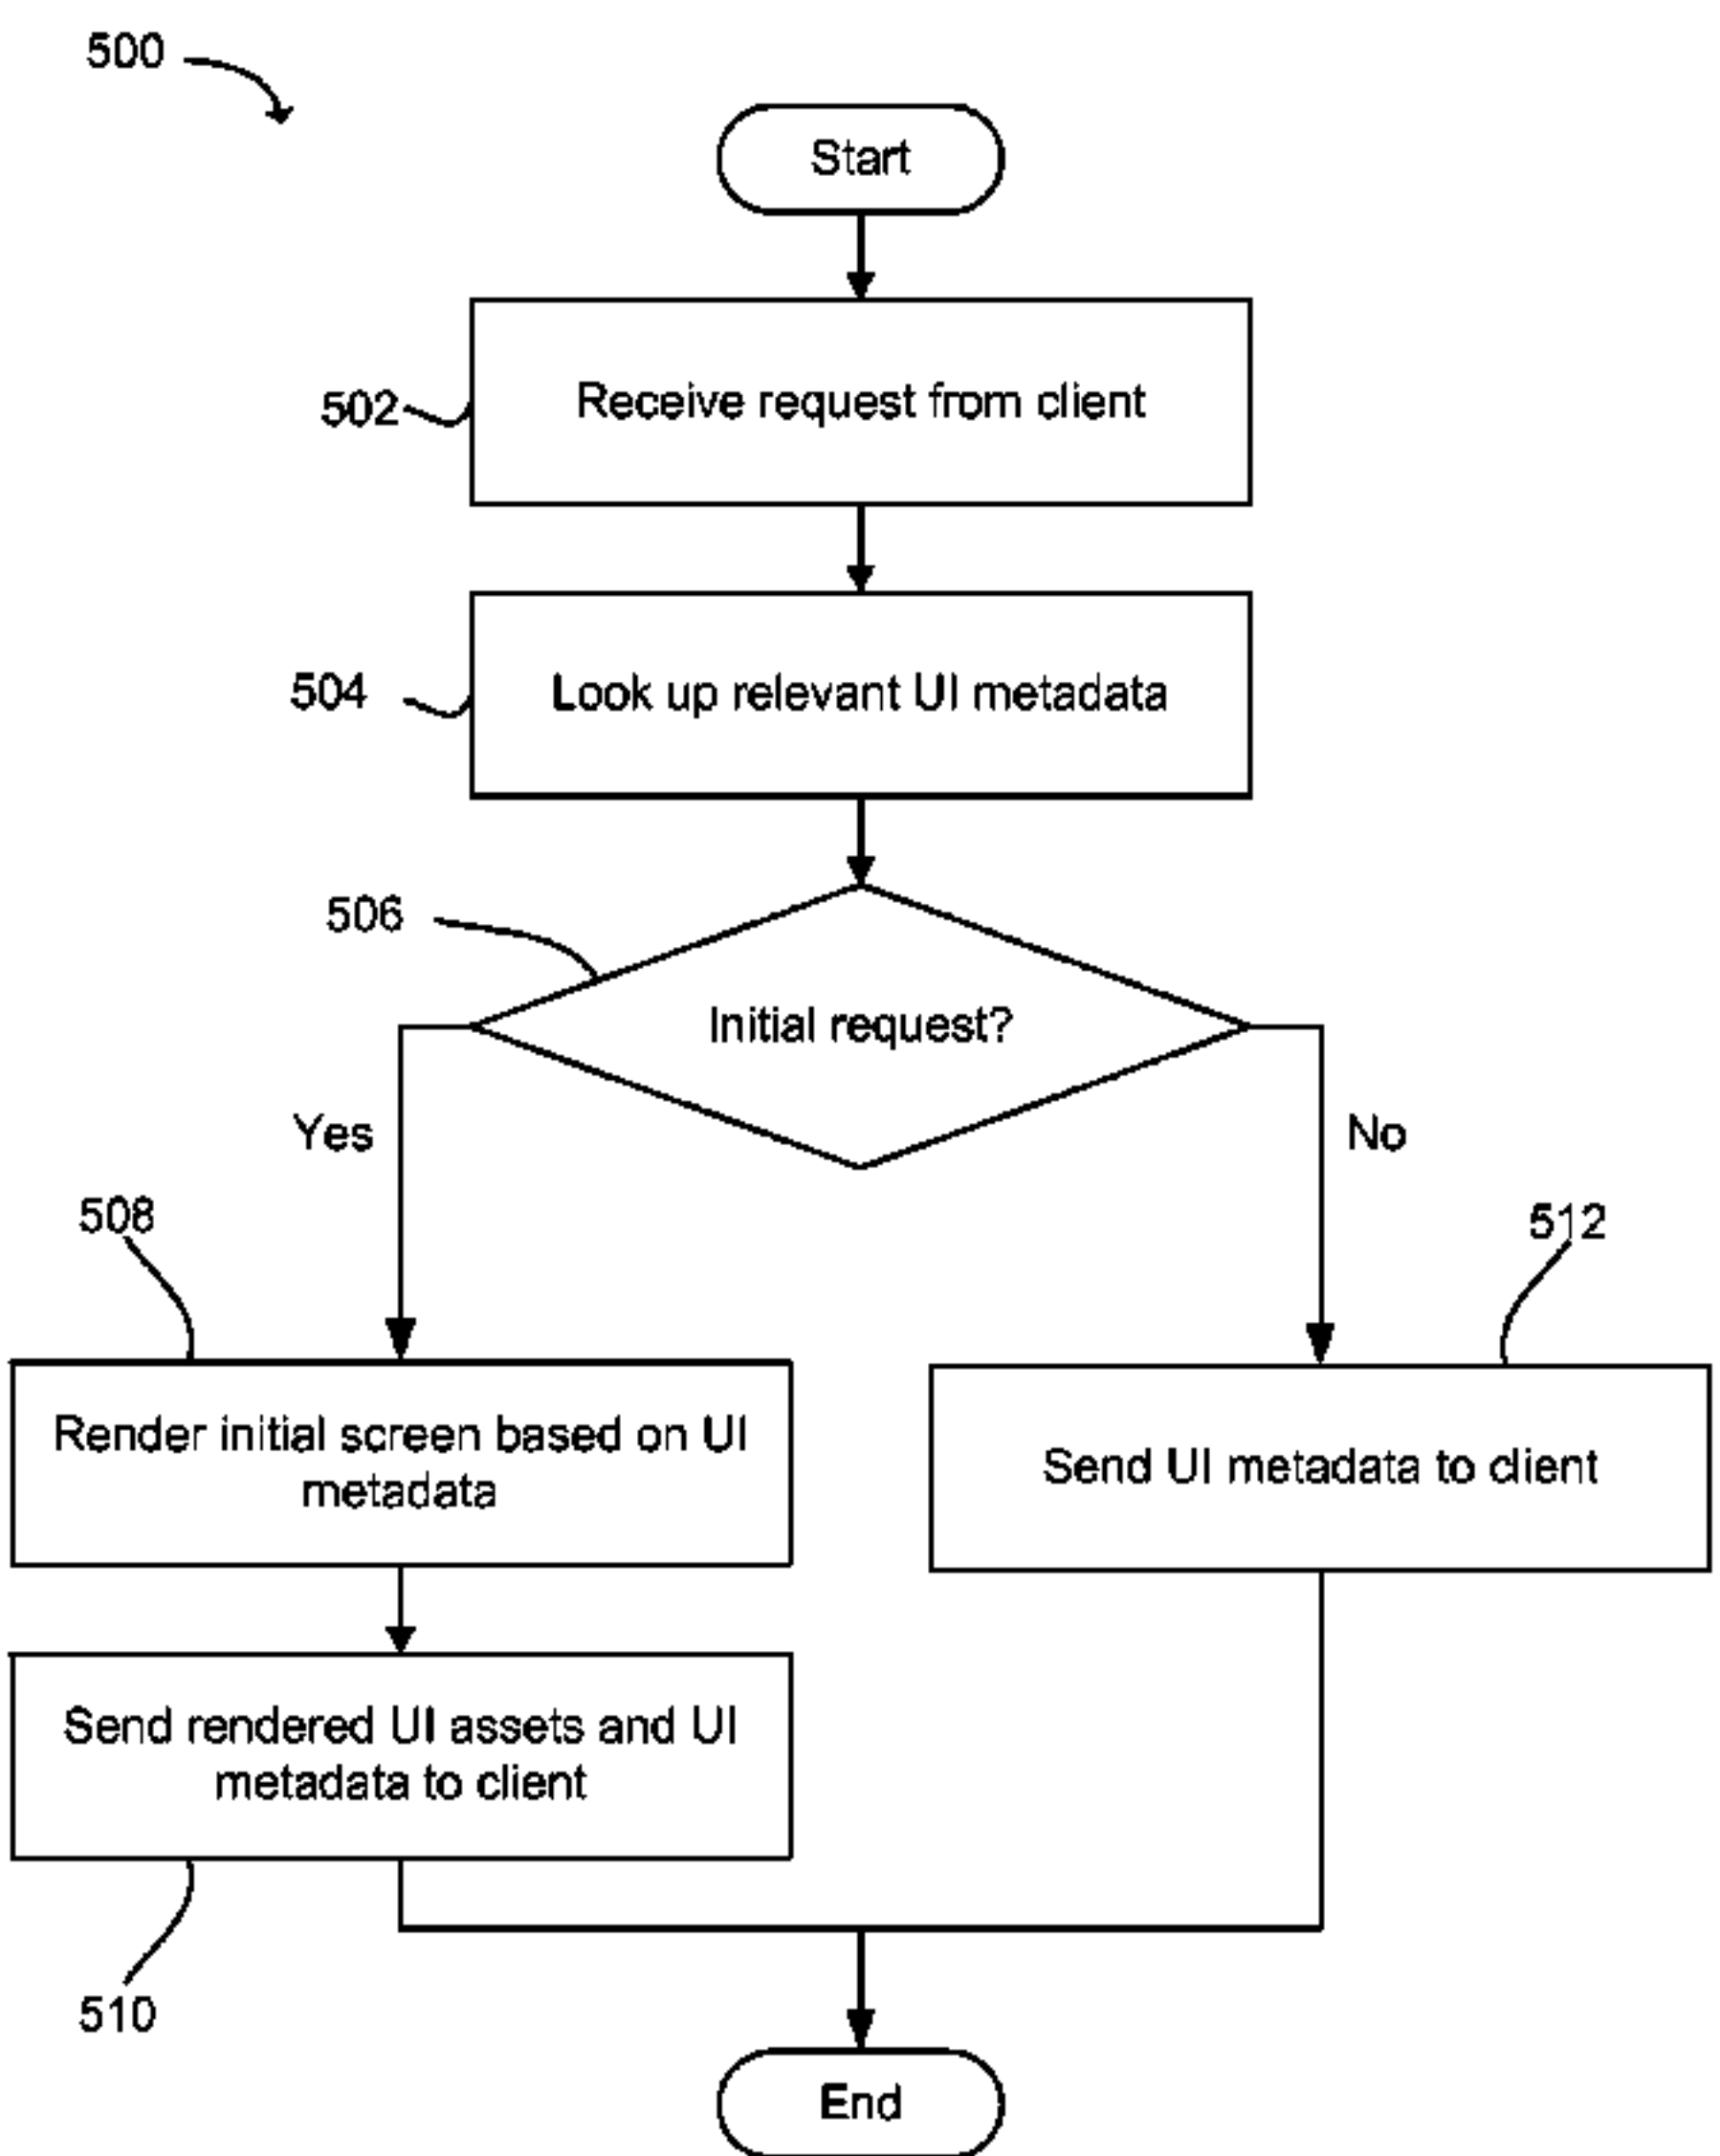 500
Start
502
Receive request from client
504
Look up relevant UI metadata
506
Initial request?
Yes
No
508
512
Render initial screen based on UI
metadata
Send UI metadata to client
Send rendered UI assets and UI
metadata to client
510
End